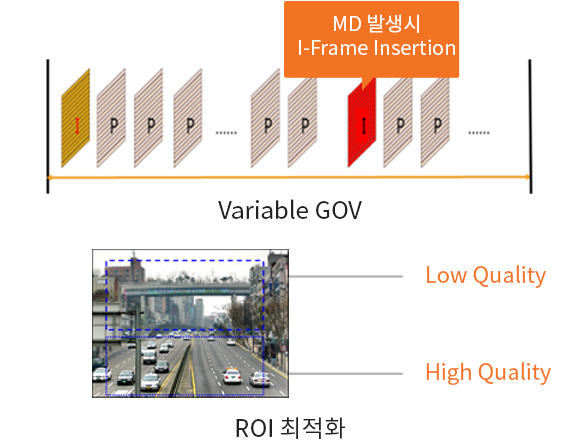 MD 발생시
I-Frame Insertion
I P P P ...... P P I P P ......
Variable GOV
Low Quality
High Quality
ROI 최적화